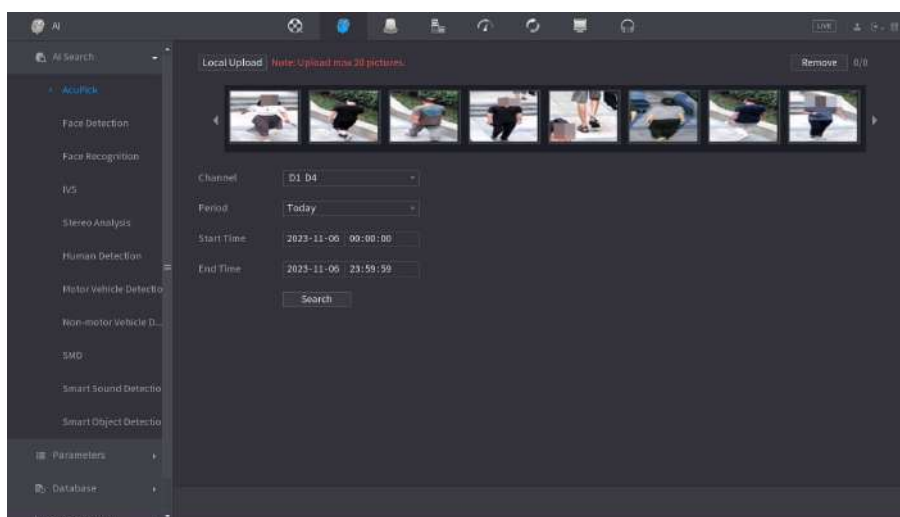 AI
LIVE
AI Search
Local Upload Note: Upload max 20 pictures.
Remove 0/0
AcuPick
Face Detection
Face Recognition
IVS
Stereo Analysis
Human Detection
Motor Vehicle Detectio
Non-motor Vehicle D...
SMD
Smart Sound Detectio
Smart Object Detectio
Parameters
Database
Channel D1 D4
Period Today
Start Time 2023-11-06 00:00:00
End Time 2023-11-06 23:59:59
Search